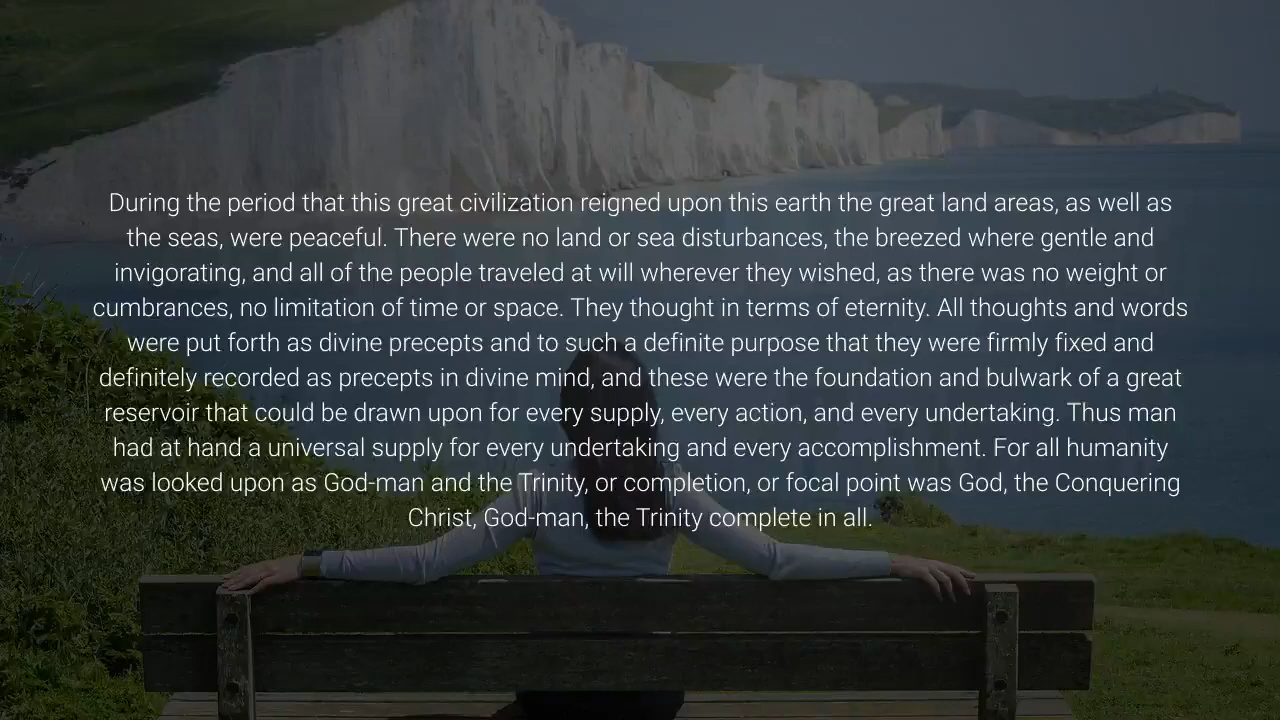 During the period that this great civilization reigned upon this earth the great land areas, as well as
the seas, were peaceful. There were no land or sea disturbances, the breezed where gentle and
invigorating, and all of the people traveled at will wherever they wished, as there was no weight or
cumbrances, no limitation of time or space. They thought in terms of eternity. All thoughts and words
were put forth as divine precepts and to such a definite purpose that they were firmly fixed and
definitely recorded as precepts in divine mind, and these were the foundation and bulwark of a great
reservoir that could be drawn upon for every supply, every action, and every undertaking. Thus man
had at hand a universal supply for every undertaking and every accomplishment. For all humanity
was looked upon as God-man and the Trinity, or completion, or focal point was God, the Conquering
Christ, God-man, the Trinity complete in all.